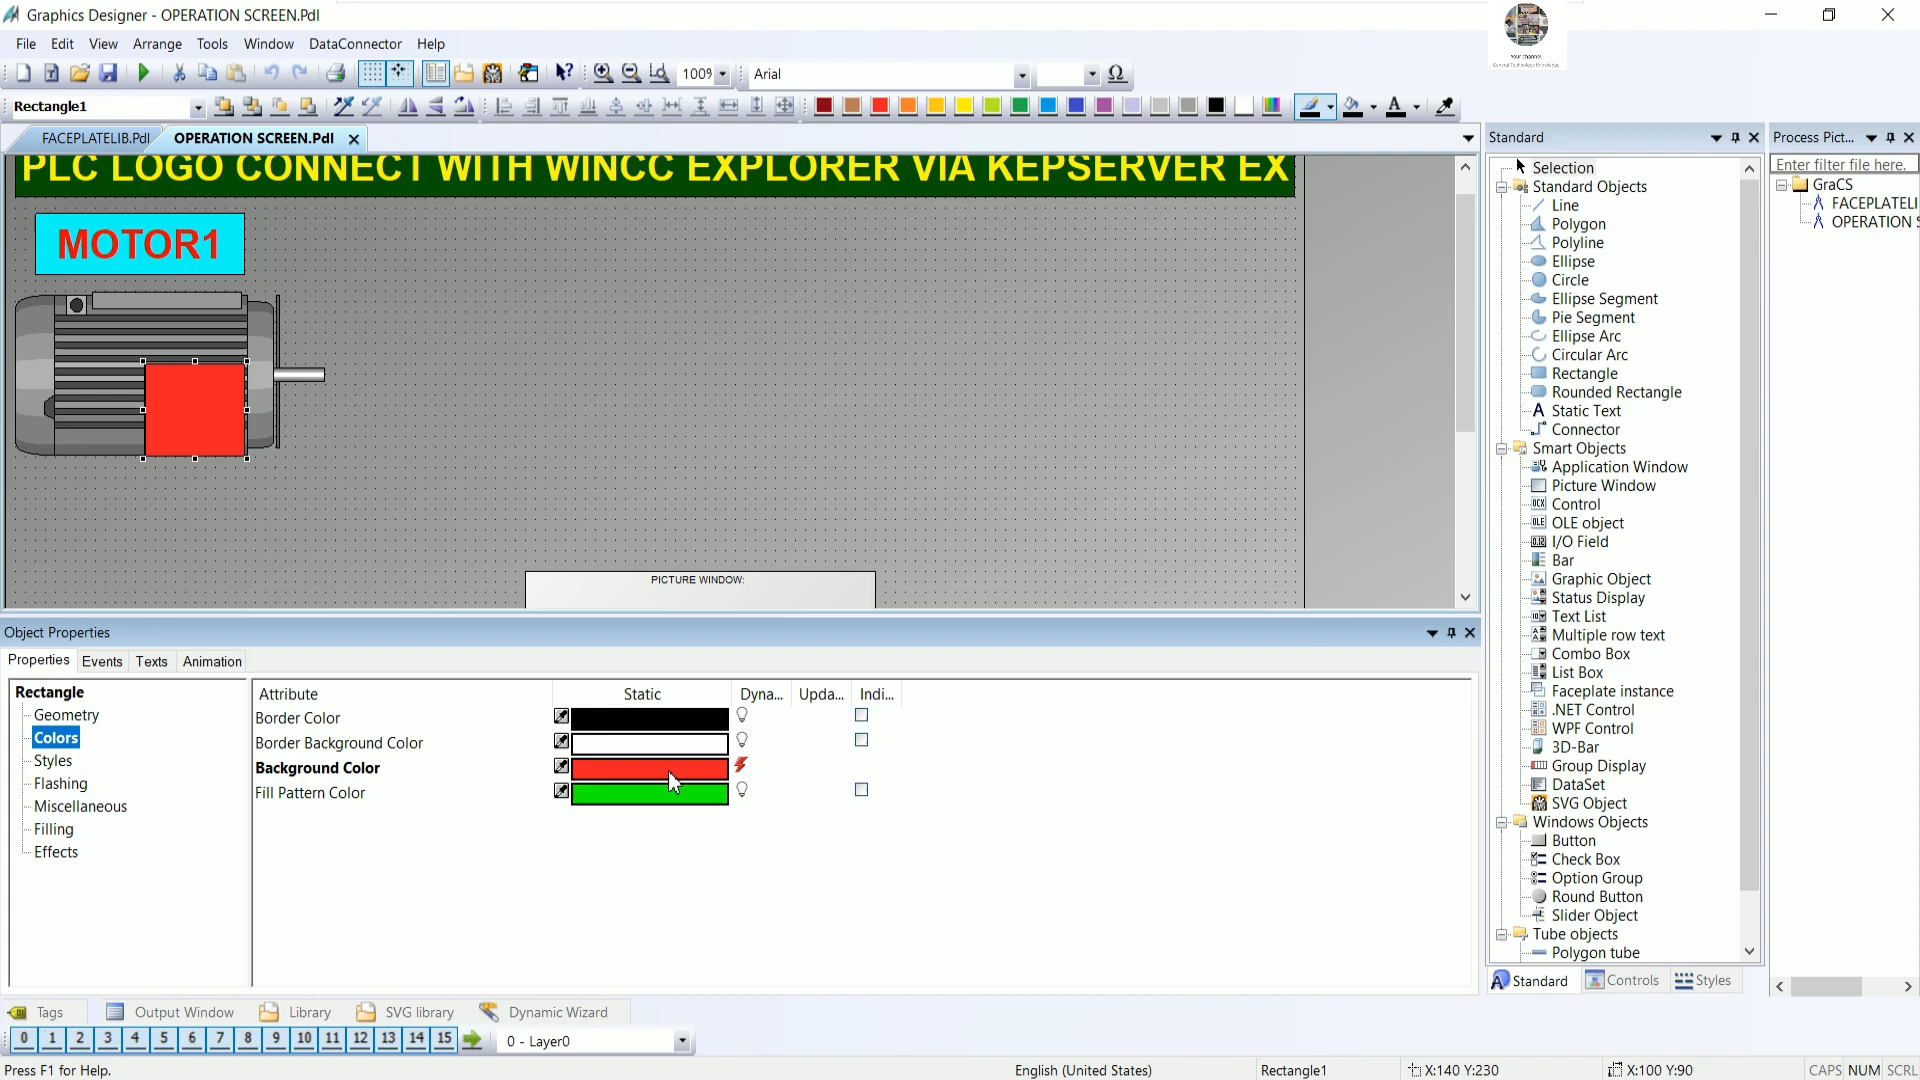 Graphics Designer - OPERATION SCREEN.Pdl
Your channel
General Technology Knowledge
File Edit View Arrange Tools Window DataConnector Help
100% Arial Ω
Rectangle1
FACEPLATELIB.Pdl OPERATION SCREEN.Pdl
PLC LOGO CONNECT WITH WINCC EXPLORER VIA KEPSERVER EX
MOTOR1
PICTURE WINDOW:
Object Properties
Properties Events Texts Animation
Rectangle
Geometry
Colors
Styles
Flashing
Miscellaneous
Filling
Effects
Attribute Static Dyna... Upda... Indi...
Border Color
Border Background Color
Background Color
Fill Pattern Color
Standard
Selection
Standard Objects
Line
Polygon
Polyline
Ellipse
Circle
Ellipse Segment
Pie Segment
Ellipse Arc
Circular Arc
Rectangle
Rounded Rectangle
Static Text
Connector
Smart Objects
Application Window
Picture Window
Control
OLE object
I/O Field
Bar
Graphic Object
Status Display
Text List
Multiple row text
Combo Box
List Box
Faceplate instance
.NET Control
WPF Control
3D-Bar
Group Display
DataSet
SVG Object
Windows Objects
Button
Check Box
Option Group
Round Button
Slider Object
Tube objects
Polygon tube
Standard Controls Styles
Process Pict...
Enter filter file here.
GraCS
FACEPLATELI
OPERATION S
Tags Output Window Library SVG library Dynamic Wizard
0 1 2 3 4 5 6 7 8 9 10 11 12 13 14 15 0 - Layer0
Press F1 for Help. English (United States) Rectangle1 X:140 Y:230 X:100 Y:90 CAPS NUM SCRL